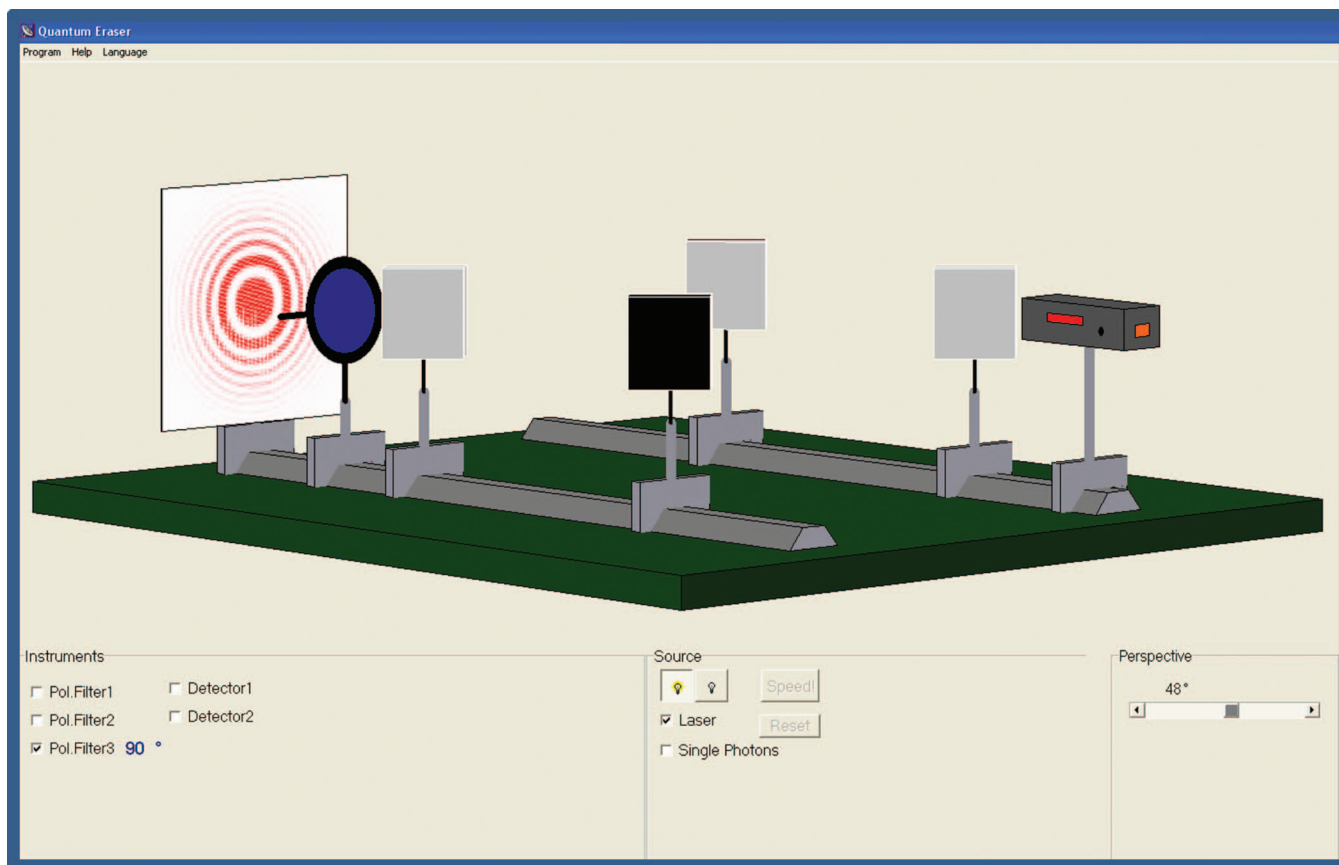 Quantum Eraser
Program Help Language
Instruments
Pol.Filter1
Detector1
Pol.Filter2
Detector2
Pol.Filter3 90 °
Source
Speed!
Laser
Reset
Single Photons
Perspective
48°